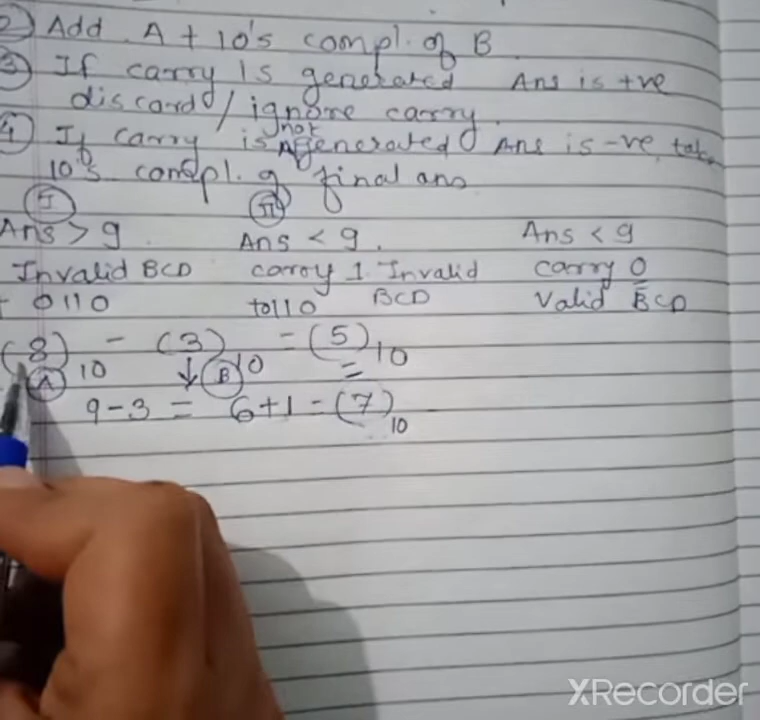 2) Add A + 10's compl. of B
3) If carry is generated Ans is +ve
discard / ignore carry.
4) If carry is not generated Ans is -ve, take
10's compl. of final ans
I II
Ans > 9 Ans < 9. Ans < 9
Invalid BCD carry 1 Invalid carry 0
+ 0110 BCD Valid BCD
(8)10 - (3)10 = (5)10
A B
9-3 = 6+1 = (7)10
XRecorder